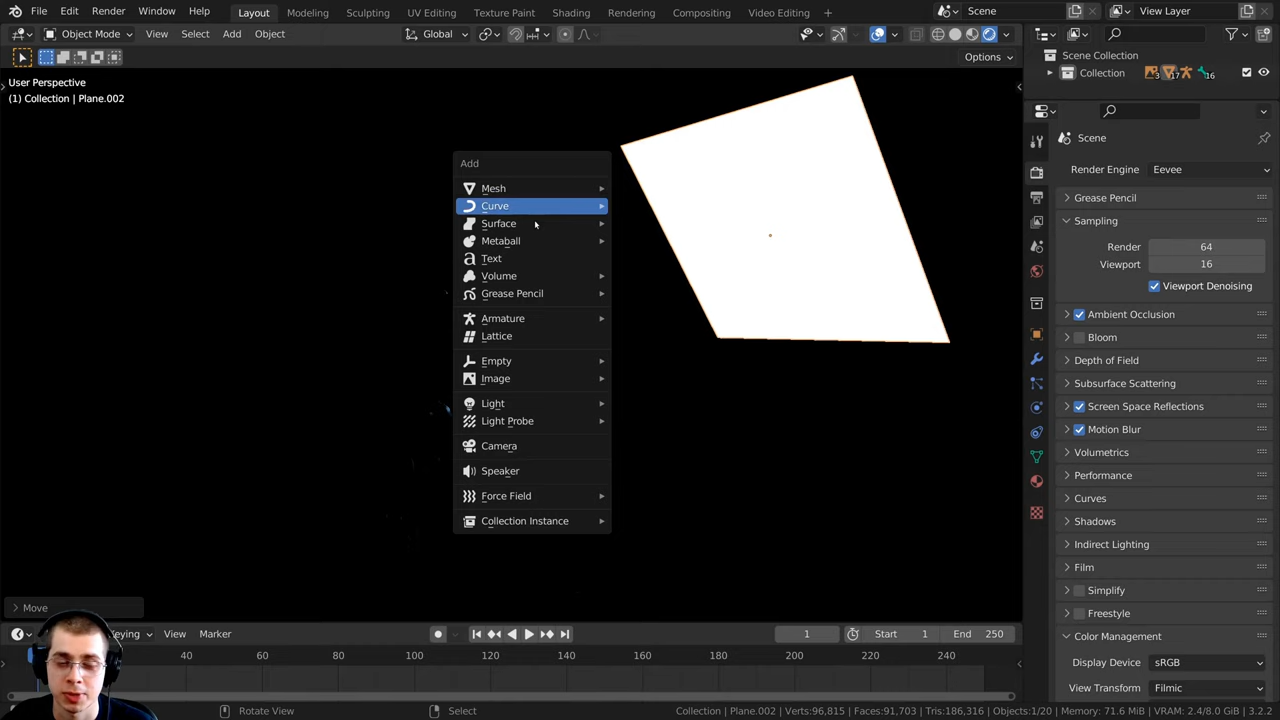 File Edit Render Window Help Layout Modeling Sculpting UV Editing Texture Paint Shading Rendering Compositing Video Editing + Scene View Layer
Object Mode View Select Add Object Global
Options
Scene Collection
Collection 3 17 16
User Perspective
(1) Collection | Plane.002
Scene
Render Engine Eevee
Grease Pencil
Sampling
Render 64
Viewport 16
Viewport Denoising
Ambient Occlusion
Bloom
Depth of Field
Subsurface Scattering
Screen Space Reflections
Motion Blur
Volumetrics
Performance
Curves
Shadows
Indirect Lighting
Film
Simplify
Freestyle
Color Management
Display Device sRGB
View Transform Filmic
Add
Mesh
Curve
Surface
Metaball
Text
Volume
Grease Pencil
Armature
Lattice
Empty
Image
Light
Light Probe
Camera
Speaker
Force Field
Collection Instance
Move
Keying View Marker 1 Start 1 End 250
40 60 80 100 120 140 160 180 200 220 240
Rotate View Select Collection | Plane.002 Verts:96,815 | Faces:91,703 | Tris:186,316 | Objects:1/20 | Memory: 71.6 MiB | VRAM: 2.4/8.0 GiB | 3.2.2